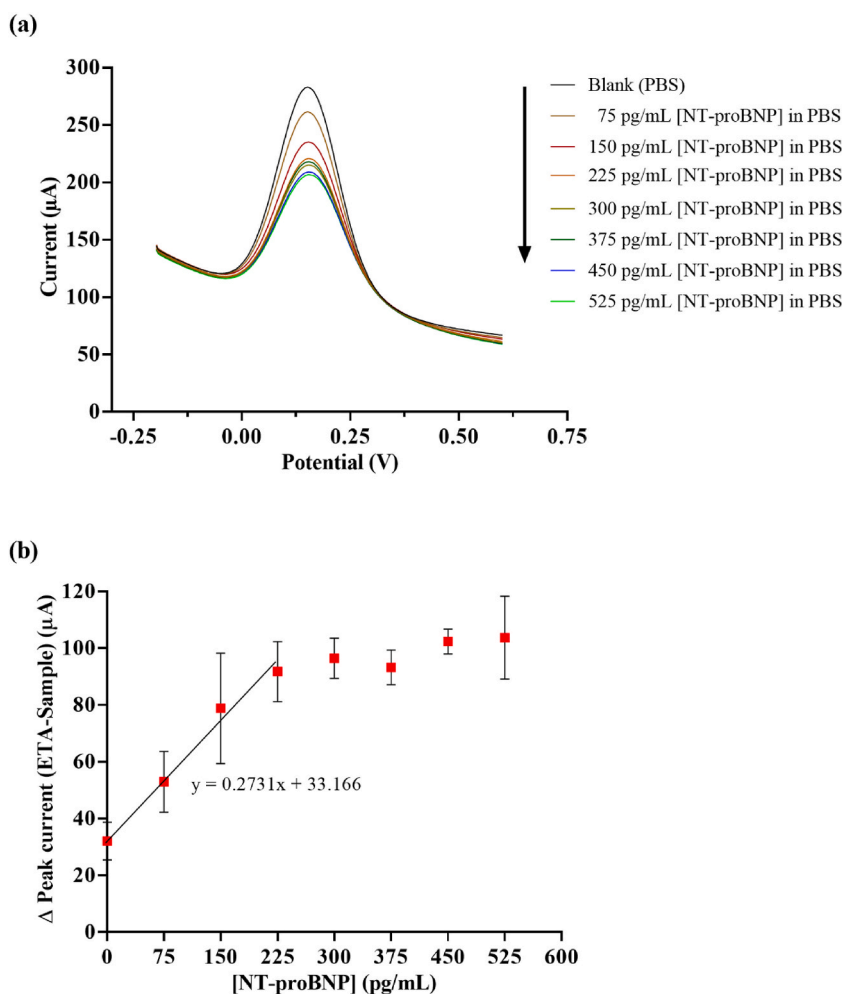 (a)
300
250
200
150
100
50
0
Current (µA)
-0.25 0.00 0.25 0.50 0.75
Potential (V)
Blank (PBS)
75 pg/mL [NT-proBNP] in PBS
150 pg/mL [NT-proBNP] in PBS
225 pg/mL [NT-proBNP] in PBS
300 pg/mL [NT-proBNP] in PBS
375 pg/mL [NT-proBNP] in PBS
450 pg/mL [NT-proBNP] in PBS
525 pg/mL [NT-proBNP] in PBS
(b)
120
100
80
60
40
20
0
Δ Peak current (ETA-Sample) (µA)
y = 0.2731x + 33.166
0 75 150 225 300 375 450 525 600
[NT-proBNP] (pg/mL)